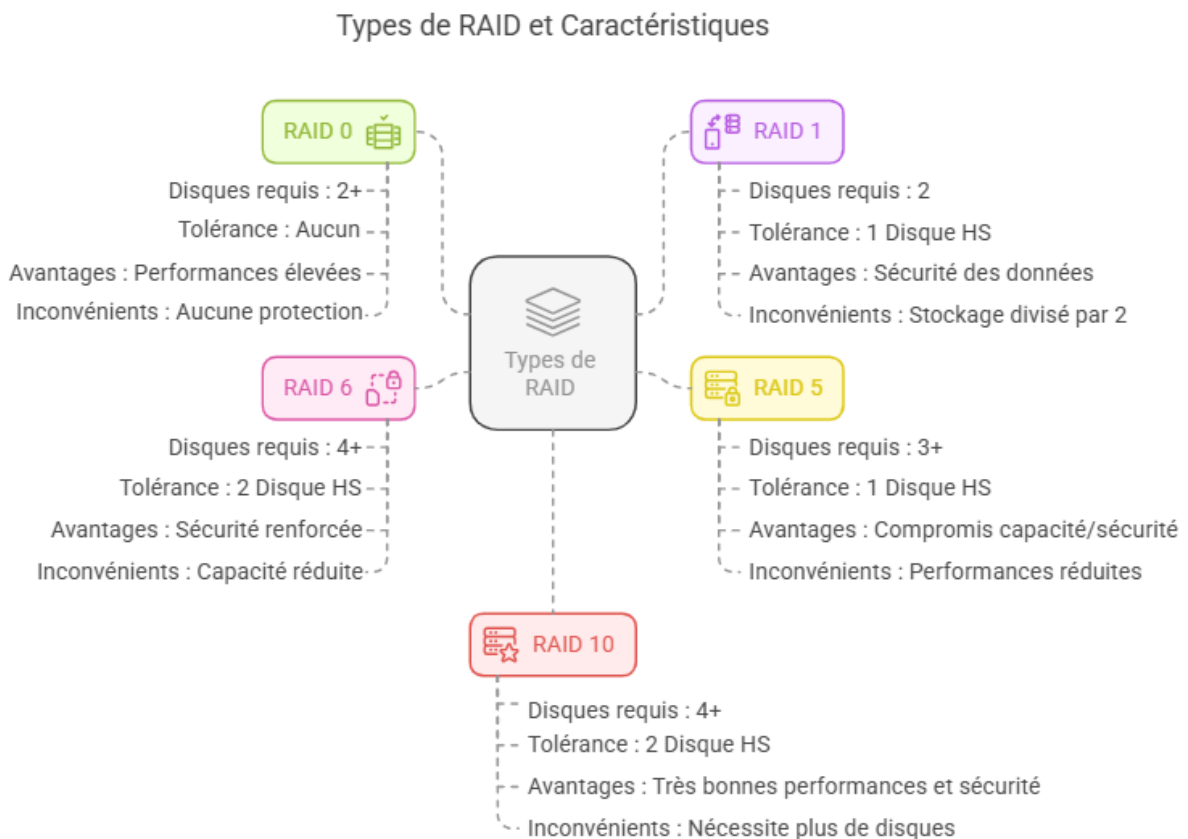 Types de RAID et Caractéristiques
RAID 0
Disques requis : 2+
Tolérance : Aucun
Avantages : Performances élevées
Inconvénients : Aucune protection
RAID 1
Disques requis : 2
Tolérance : 1 Disque HS
Avantages : Sécurité des données
Inconvénients : Stockage divisé par 2
Types de
RAID
RAID 6
Disques requis : 4+
Tolérance : 2 Disque HS
Avantages : Sécurité renforcée
Inconvénients : Capacité réduite
RAID 5
Disques requis : 3+
Tolérance : 1 Disque HS
Avantages : Compromis capacité/sécurité
Inconvénients : Performances réduites
RAID 10
Disques requis : 4+
Tolérance : 2 Disque HS
Avantages : Très bonnes performances et sécurité
Inconvénients : Nécessite plus de disques